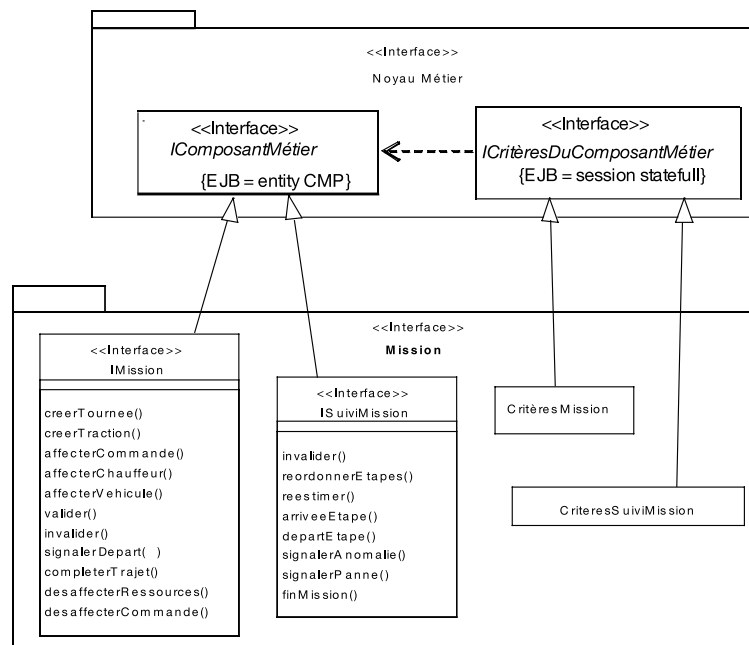 <<Interface>>
Noyau Métier
<<Interface>>
IComposantMétier
{EJB = entity CMP}
<<Interface>>
ICritèresDuComposantMétier
{EJB = session statefull}
<<Interface>>
Mission
<<Interface>>
IMission
creerTournee()
creerTraction()
affecterCommande()
affecterChauffeur()
affecterVehicule()
valider()
invalider()
signalerDepart( )
completerTrajet()
desaffecterRessources()
desaffecterCommande()
<<Interface>>
ISuiviMission
invalider()
reordonnerEtapes()
reestimer()
arriveeEtape()
departEtape()
signalerAnomalie()
signalerPanne()
finMission()
CritèresMission
CriteresSuiviMission